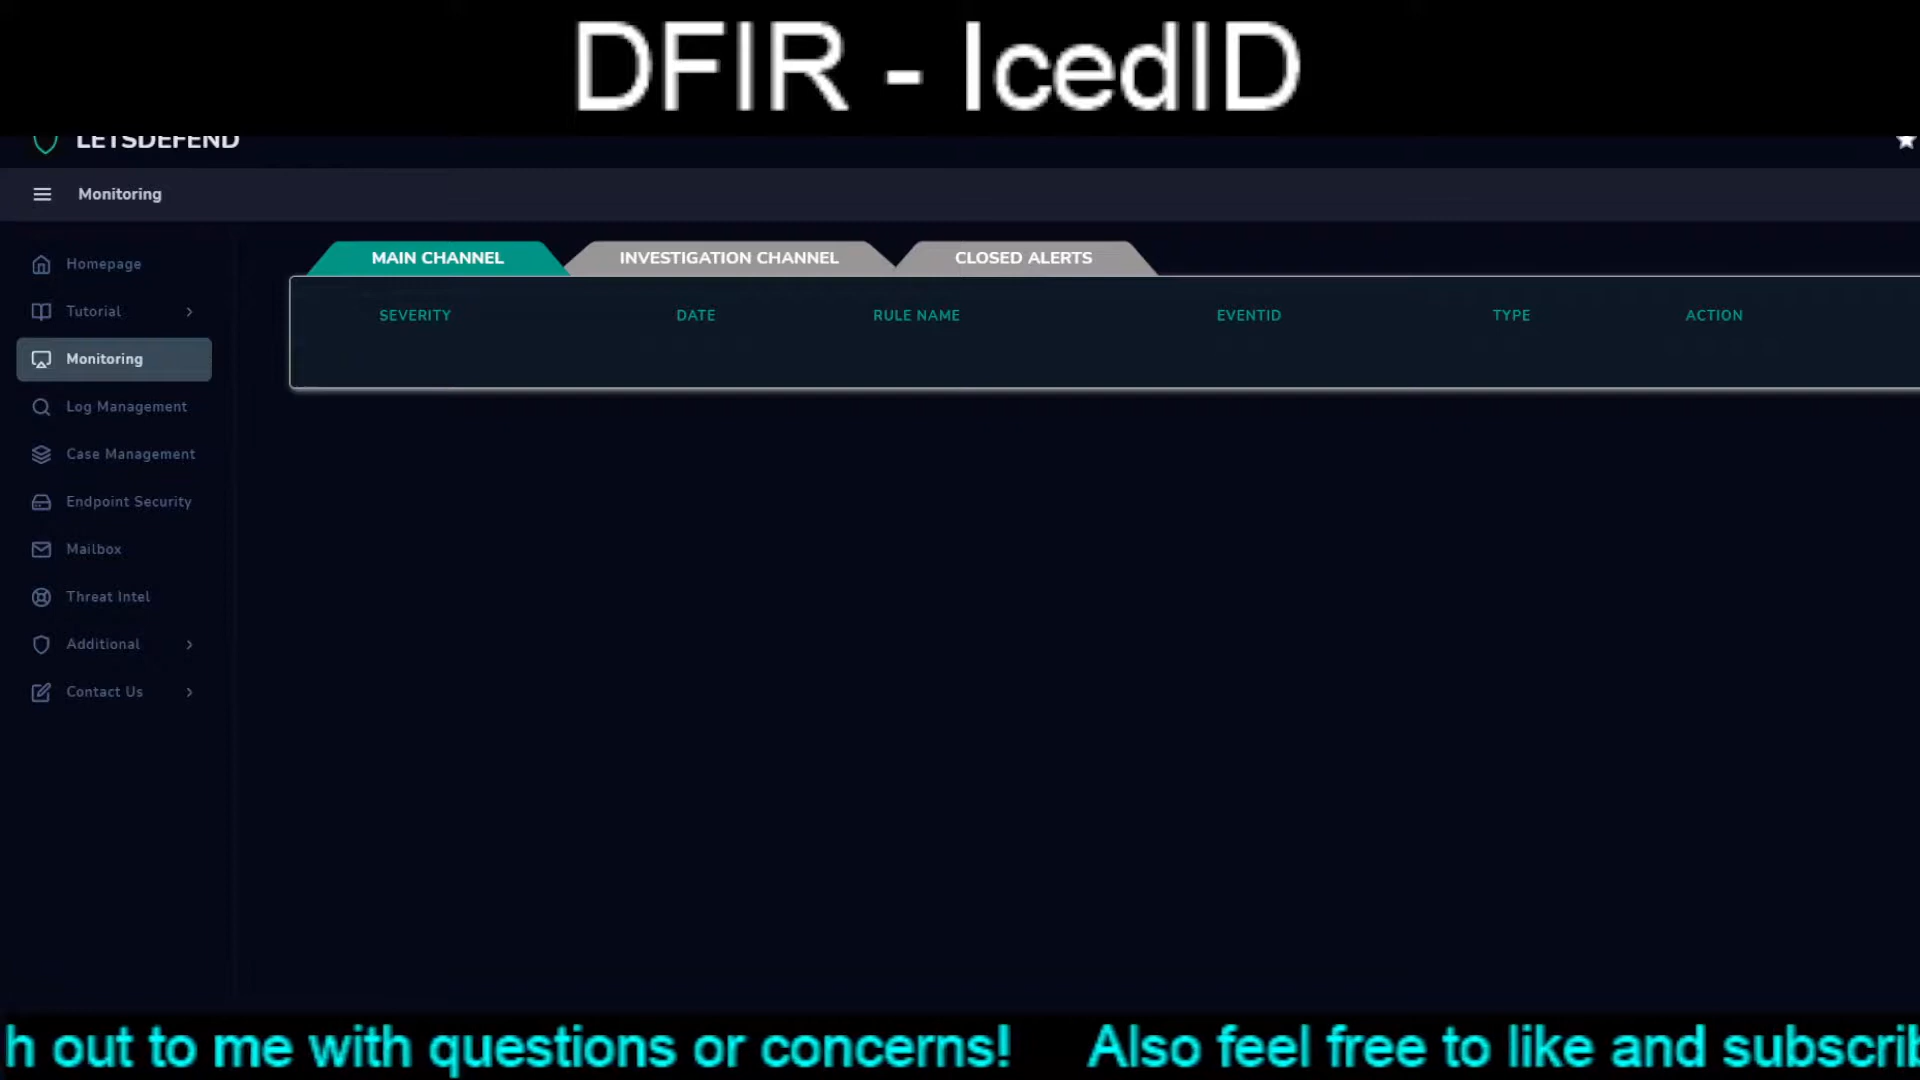 DFIR - IcedID
LETSDEFEND
Monitoring
Homepage
Tutorial
Monitoring
Log Management
Case Management
Endpoint Security
Mailbox
Threat Intel
Additional
Contact Us
MAIN CHANNEL INVESTIGATION CHANNEL CLOSED ALERTS
SEVERITY DATE RULE NAME EVENTID TYPE ACTION
h out to me with questions or concerns! Also feel free to like and subscrib